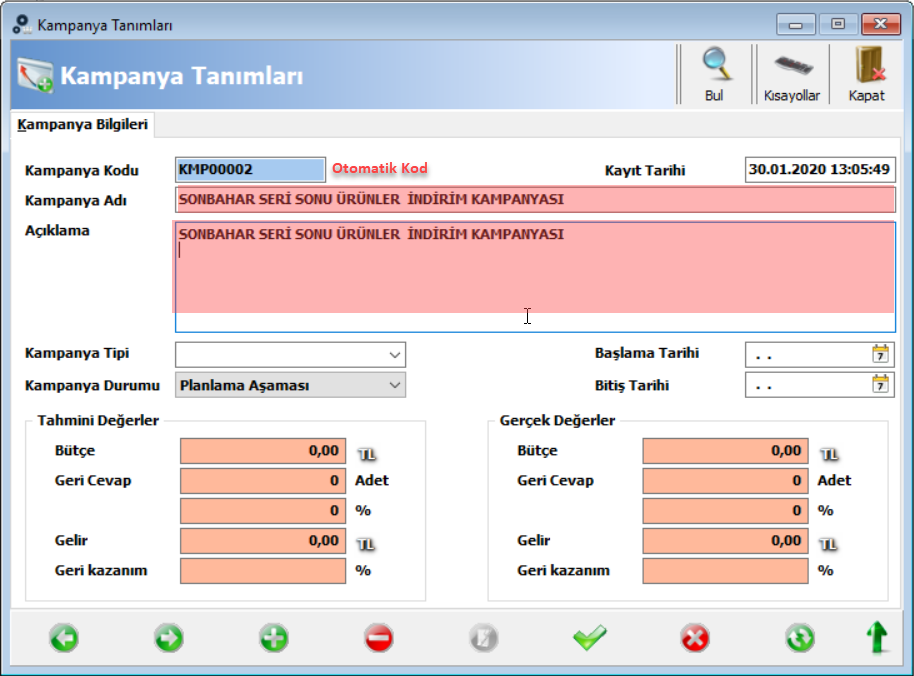 Kampanya Tanımları
Kampanya Tanımları
Bul
Kısayollar
Kapat
Kampanya Bilgileri
Kampanya Kodu KMP00002 Otomatik Kod Kayıt Tarihi 30.01.2020 13:05:49
Kampanya Adı SONBAHAR SERİ SONU ÜRÜNLER İNDİRİM KAMPANYASI
Açıklama SONBAHAR SERİ SONU ÜRÜNLER İNDİRİM KAMPANYASI
Kampanya Tipi Başlama Tarihi . . 7
Kampanya Durumu Planlama Aşaması Bitiş Tarihi . . 7
Tahmini Değerler
Bütçe 0,00 TL
Geri Cevap 0 Adet
0 %
Gelir 0,00 TL
Geri kazanım %
Gerçek Değerler
Bütçe 0,00 TL
Geri Cevap 0 Adet
0 %
Gelir 0,00 TL
Geri kazanım %